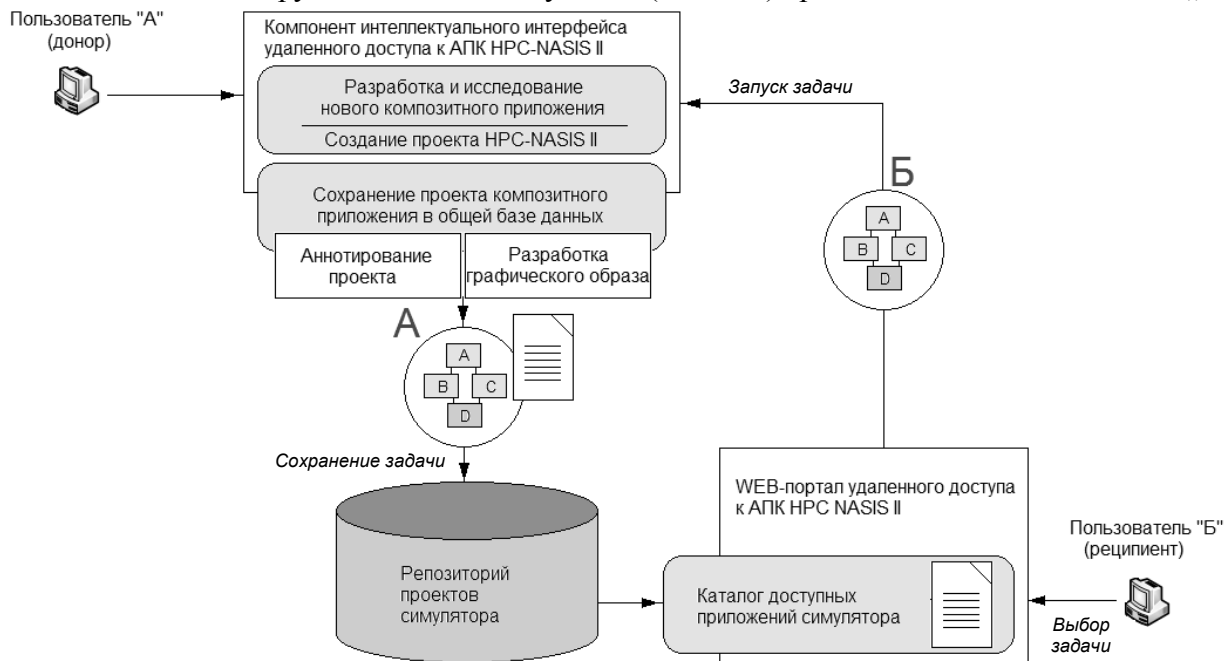 Пользователь "А"
(донор)
Компонент интеллектуального интерфейса
удаленного доступа к АПК HPC-NASIS II
Разработка и исследование
нового композитного приложения
Создание проекта HPC-NASIS II
Запуск задачи
Сохранение проекта композитного
приложения в общей базе данных
Аннотирование
проекта
Разработка
графического образа
Б
A
B
C
D
А
A
B
C
D
Сохранение задачи
Репозиторий
проектов
симулятора
WEB-портал удаленного доступа
к АПК HPC NASIS II
Каталог доступных
приложений симулятора
Пользователь "Б"
(реципиент)
Выбор
задачи